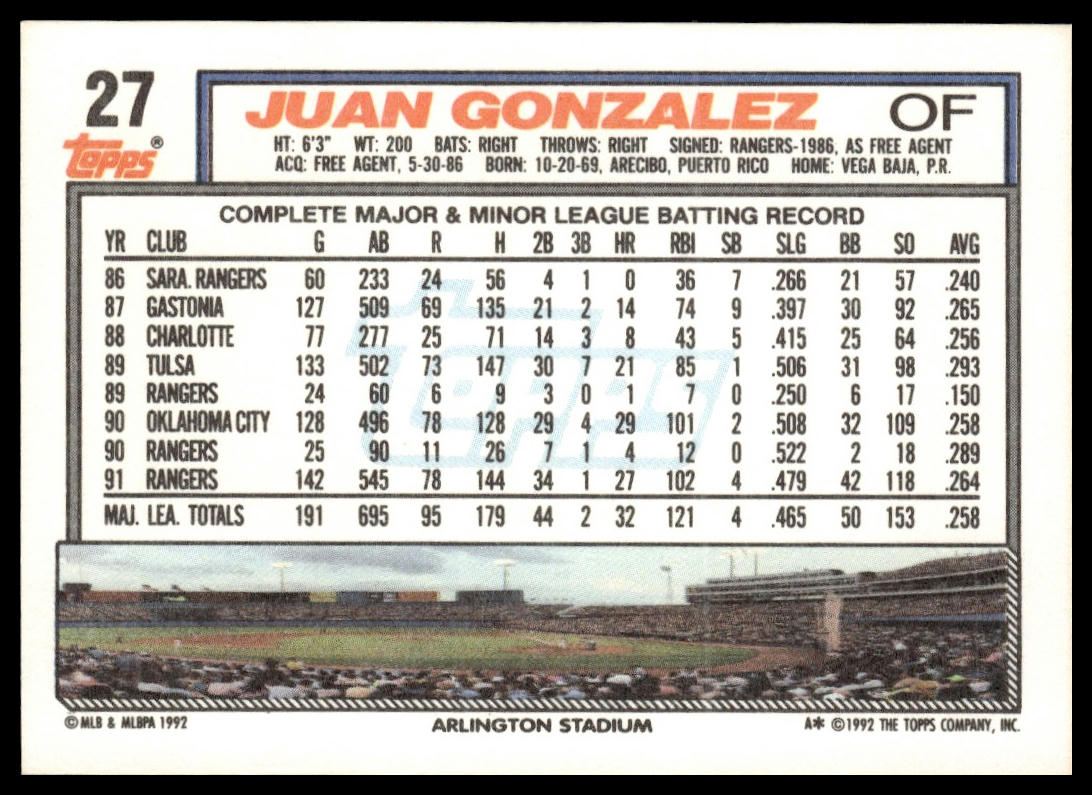 27
Topps®
JUAN GONZALEZ OF
HT: 6'3" WT: 200 BATS: RIGHT THROWS: RIGHT SIGNED: RANGERS-1986, AS FREE AGENT
ACQ: FREE AGENT, 5-30-86 BORN: 10-20-69, ARECIBO, PUERTO RICO HOME: VEGA BAJA, P.R.
COMPLETE MAJOR & MINOR LEAGUE BATTING RECORD
YR CLUB G AB R H 2B 3B HR RBI SB SLG BB SO AVG
86 SARA. RANGERS 60 233 24 56 4 1 0 36 7 .266 21 57 .240
87 GASTONIA 127 509 69 135 21 2 14 74 9 .397 30 92 .265
88 CHARLOTTE 77 277 25 71 14 3 8 43 5 .415 25 64 .256
89 TULSA 133 502 73 147 30 7 21 85 1 .506 31 98 .293
89 RANGERS 24 60 6 9 3 0 1 7 0 .250 6 17 .150
90 OKLAHOMA CITY 128 496 78 128 29 4 29 101 2 .508 32 109 .258
90 RANGERS 25 90 11 26 7 1 4 12 0 .522 2 18 .289
91 RANGERS 142 545 78 144 34 1 27 102 4 .479 42 118 .264
MAJ. LEA. TOTALS 191 695 95 179 44 2 32 121 4 .465 50 153 .258
Topps
© MLB & MLBPA 1992 ARLINGTON STADIUM A* © 1992 THE TOPPS COMPANY, INC.